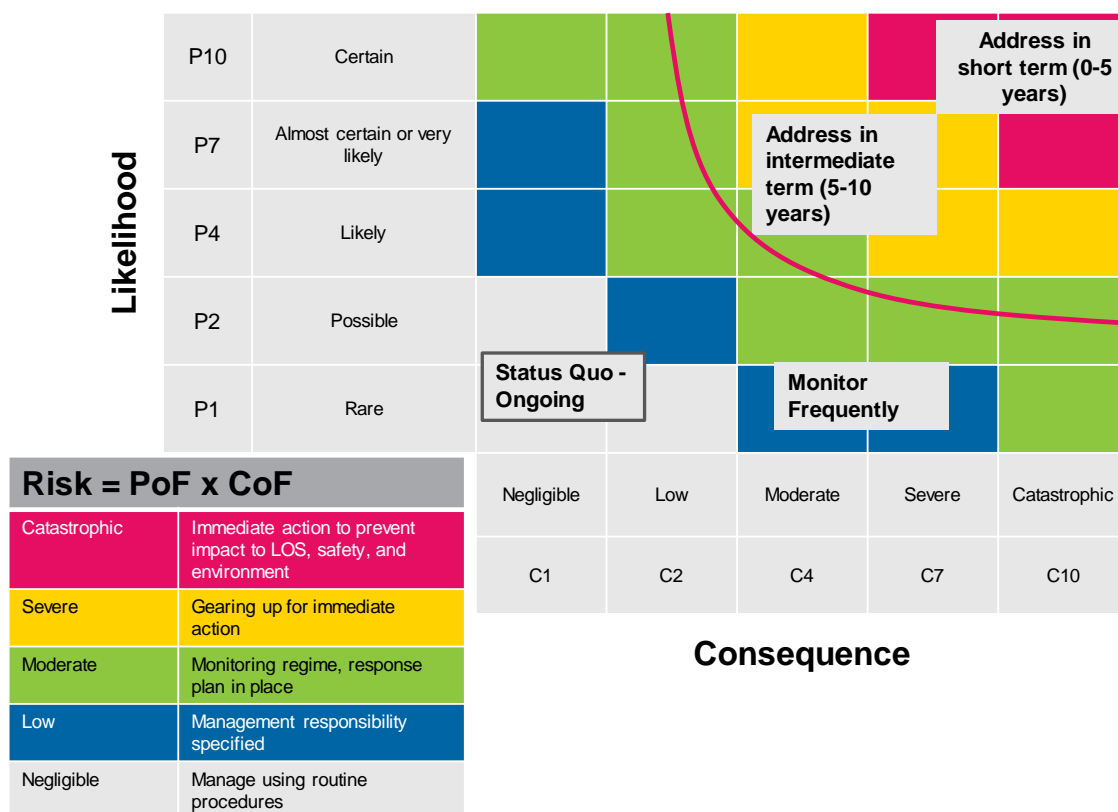 Likelihood
P10
Certain
P7
Almost certain or very
likely
P4
Likely
P2
Possible
P1
Rare
Address in
short term (0-5
years)
Address in
intermediate
term (5-10
years)
Status Quo -
Ongoing
Monitor
Frequently
Negligible
Low
Moderate
Severe
Catastrophic
C1
C2
C4
C7
C10
Consequence
Risk = PoF x CoF
Catastrophic
Immediate action to prevent
impact to LOS, safety, and
environment
Severe
Gearing up for immediate
action
Moderate
Monitoring regime, response
plan in place
Low
Management responsibility
specified
Negligible
Manage using routine
procedures